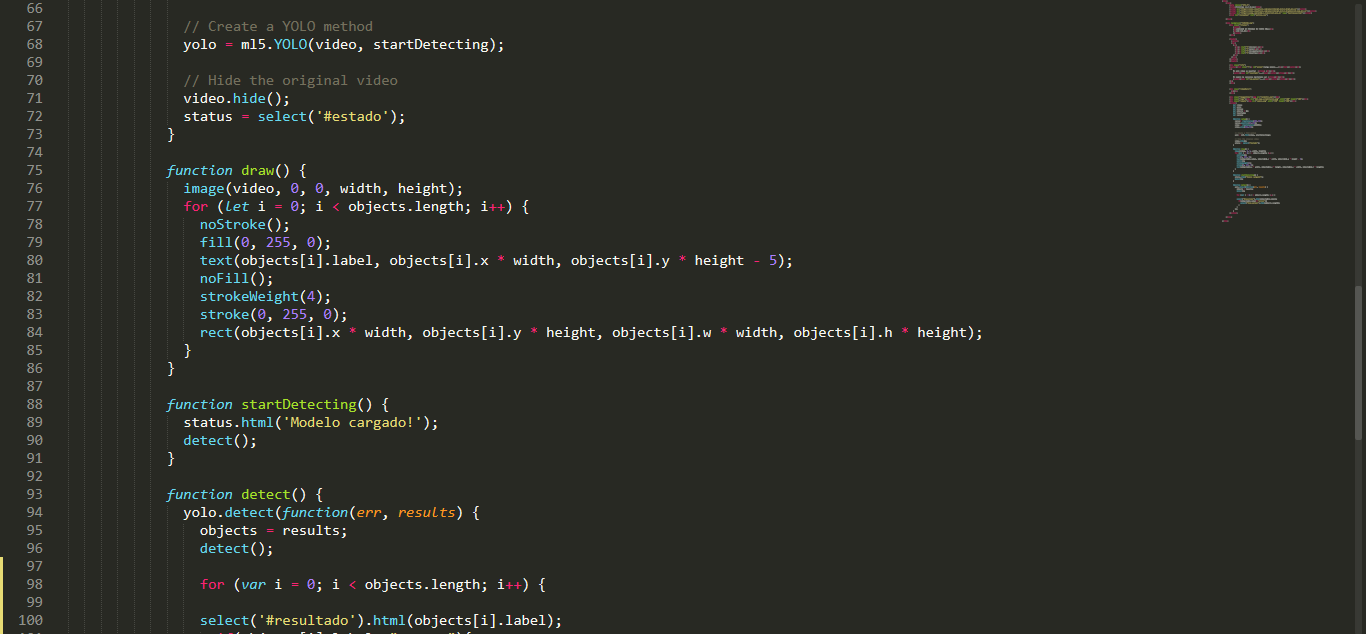 66
67 // Create a YOLO method
68 yolo = ml5.YOLO(video, startDetecting);
69
70 // Hide the original video
71 video.hide();
72 status = select('#estado');
73 }
74
75 function draw() {
76 image(video, 0, 0, width, height);
77 for (let i = 0; i < objects.length; i++) {
78 noStroke();
79 fill(0, 255, 0);
80 text(objects[i].label, objects[i].x * width, objects[i].y * height - 5);
81 noFill();
82 strokeWeight(4);
83 stroke(0, 255, 0);
84 rect(objects[i].x * width, objects[i].y * height, objects[i].w * width, objects[i].h * height);
85 }
86 }
87
88 function startDetecting() {
89 status.html('Modelo cargado!');
90 detect();
91 }
92
93 function detect() {
94 yolo.detect(function(err, results) {
95 objects = results;
96 detect();
97
98 for (var i = 0; i < objects.length; i++) {
99
100 select('#resultado').html(objects[i].label);